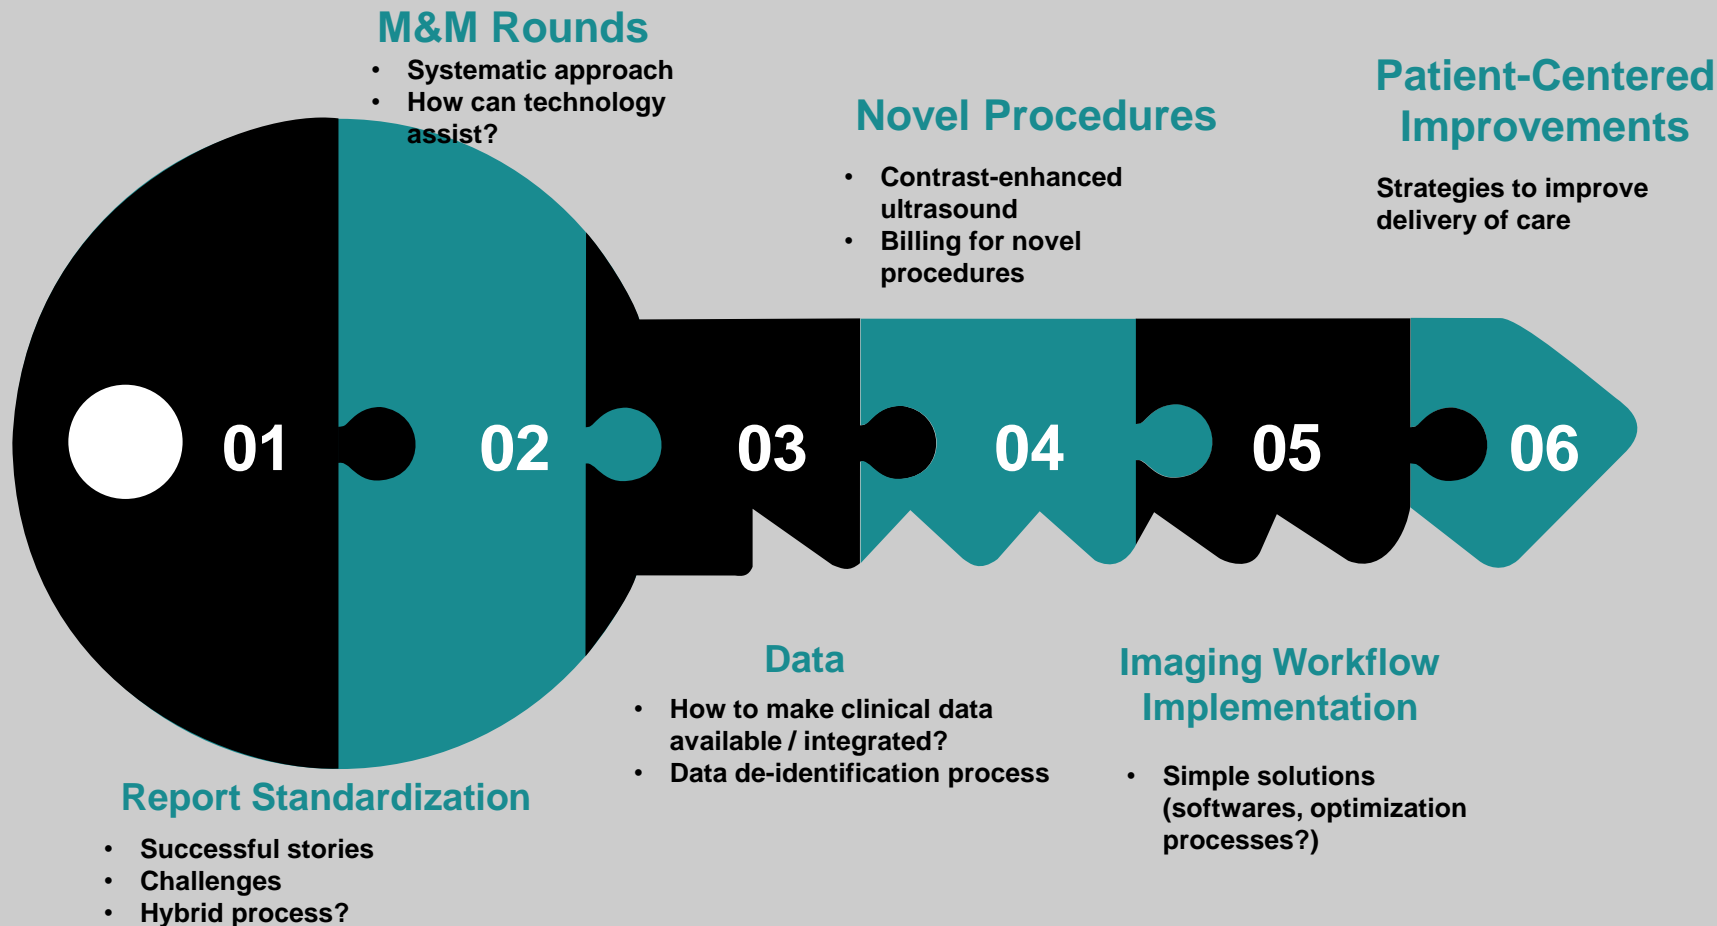 M&M Rounds
• Systematic approach
• How can technology
assist?
Novel Procedures
• Contrast-enhanced
ultrasound
• Billing for novel
procedures
Patient-Centered
Improvements
Strategies to improve
delivery of care
01
02
03
04
05
06
Report Standardization
• Successful stories
• Challenges
• Hybrid process?
Data
• How to make clinical data
available / integrated?
• Data de-identification process
Imaging Workflow
Implementation
• Simple solutions
(softwares, optimization
processes?)